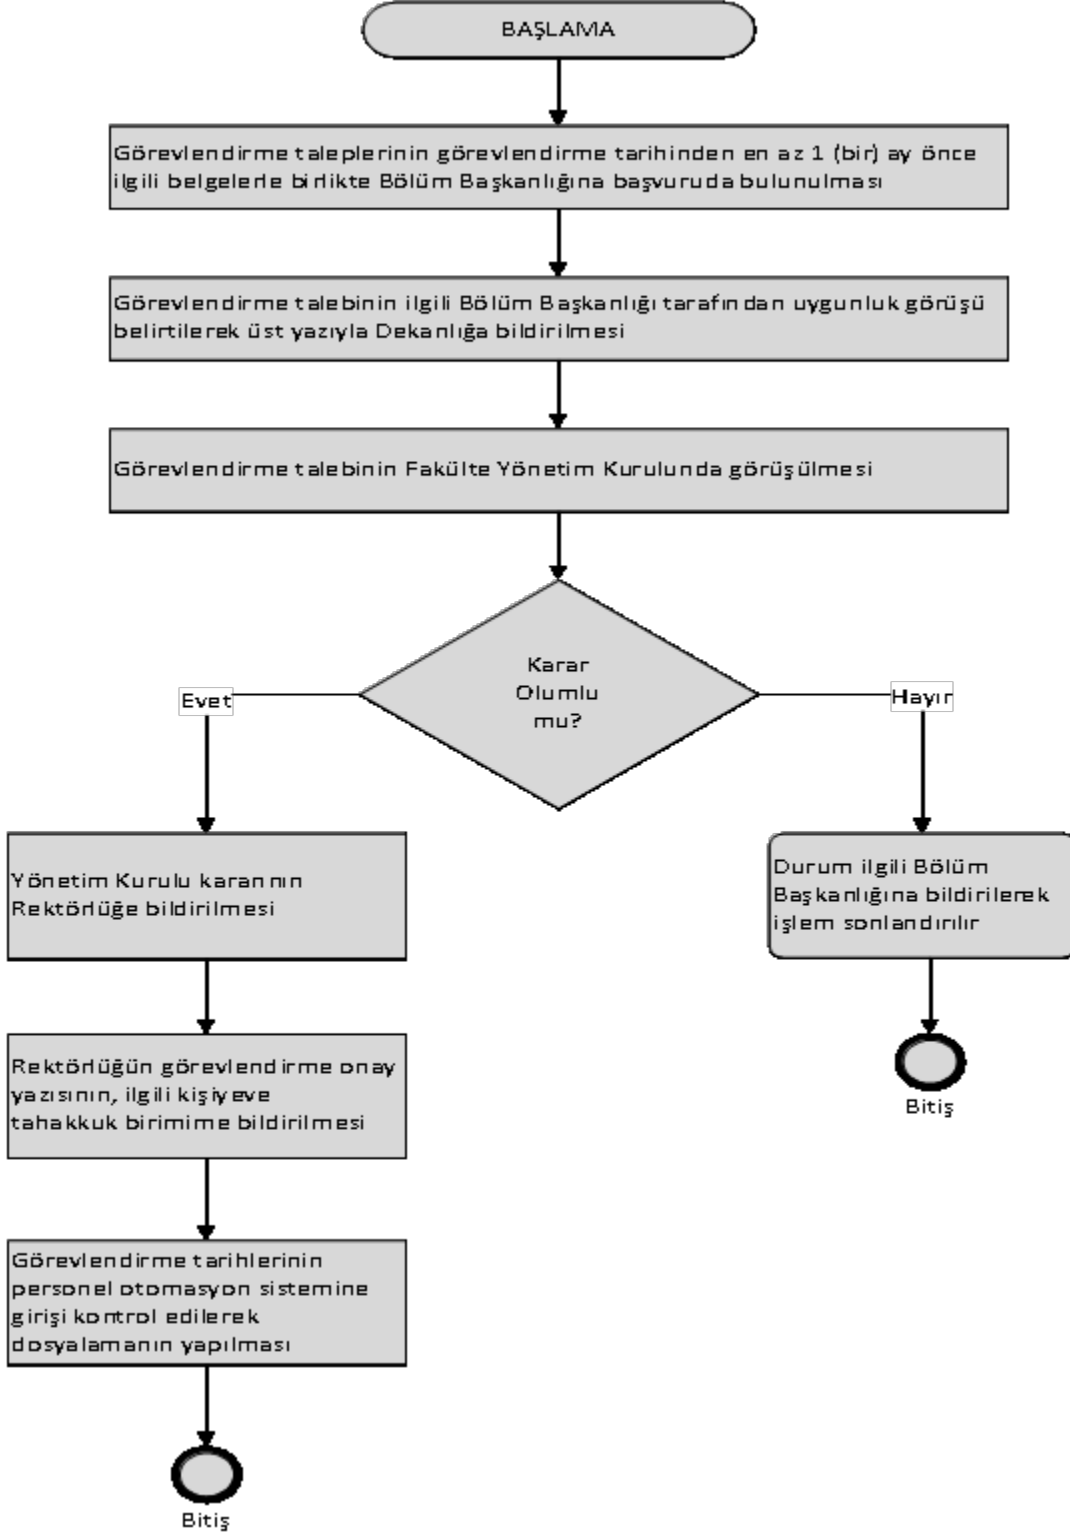 BAŞLAMA
Görevlendirme taleplerinin görevlendirme tarihinden en az 1 (bir) ay önce
ilgili belgelerle birlikte Bölüm Başkanlığına başvuruda bulunulması
Görevlendirme talebinin ilgili Bölüm Başkanlığı tarafından uygunluk görüşü
belirtilerek üst yazıyla Dekanlığa bildirilmesi
Görevlendirme talebinin Fakülte Yönetim Kurulunda görüşülmesi
Karar
Olumlu
mu?
Evet
Hayır
Yönetim Kurulu kararının
Rektörlüğe bildirilmesi
Durum ilgili Bölüm
Başkanlığına bildirilerek
işlem sonlandırılır
Rektörlüğün görevlendirme onay
yazısının, ilgili kişiyeve
tahakkuk birimime bildirilmesi
Bitiş
Görevlendirme tarihlerinin
personel otomasyon sistemine
girişi kontrol edilerek
dosyalamanın yapılması
Bitiş